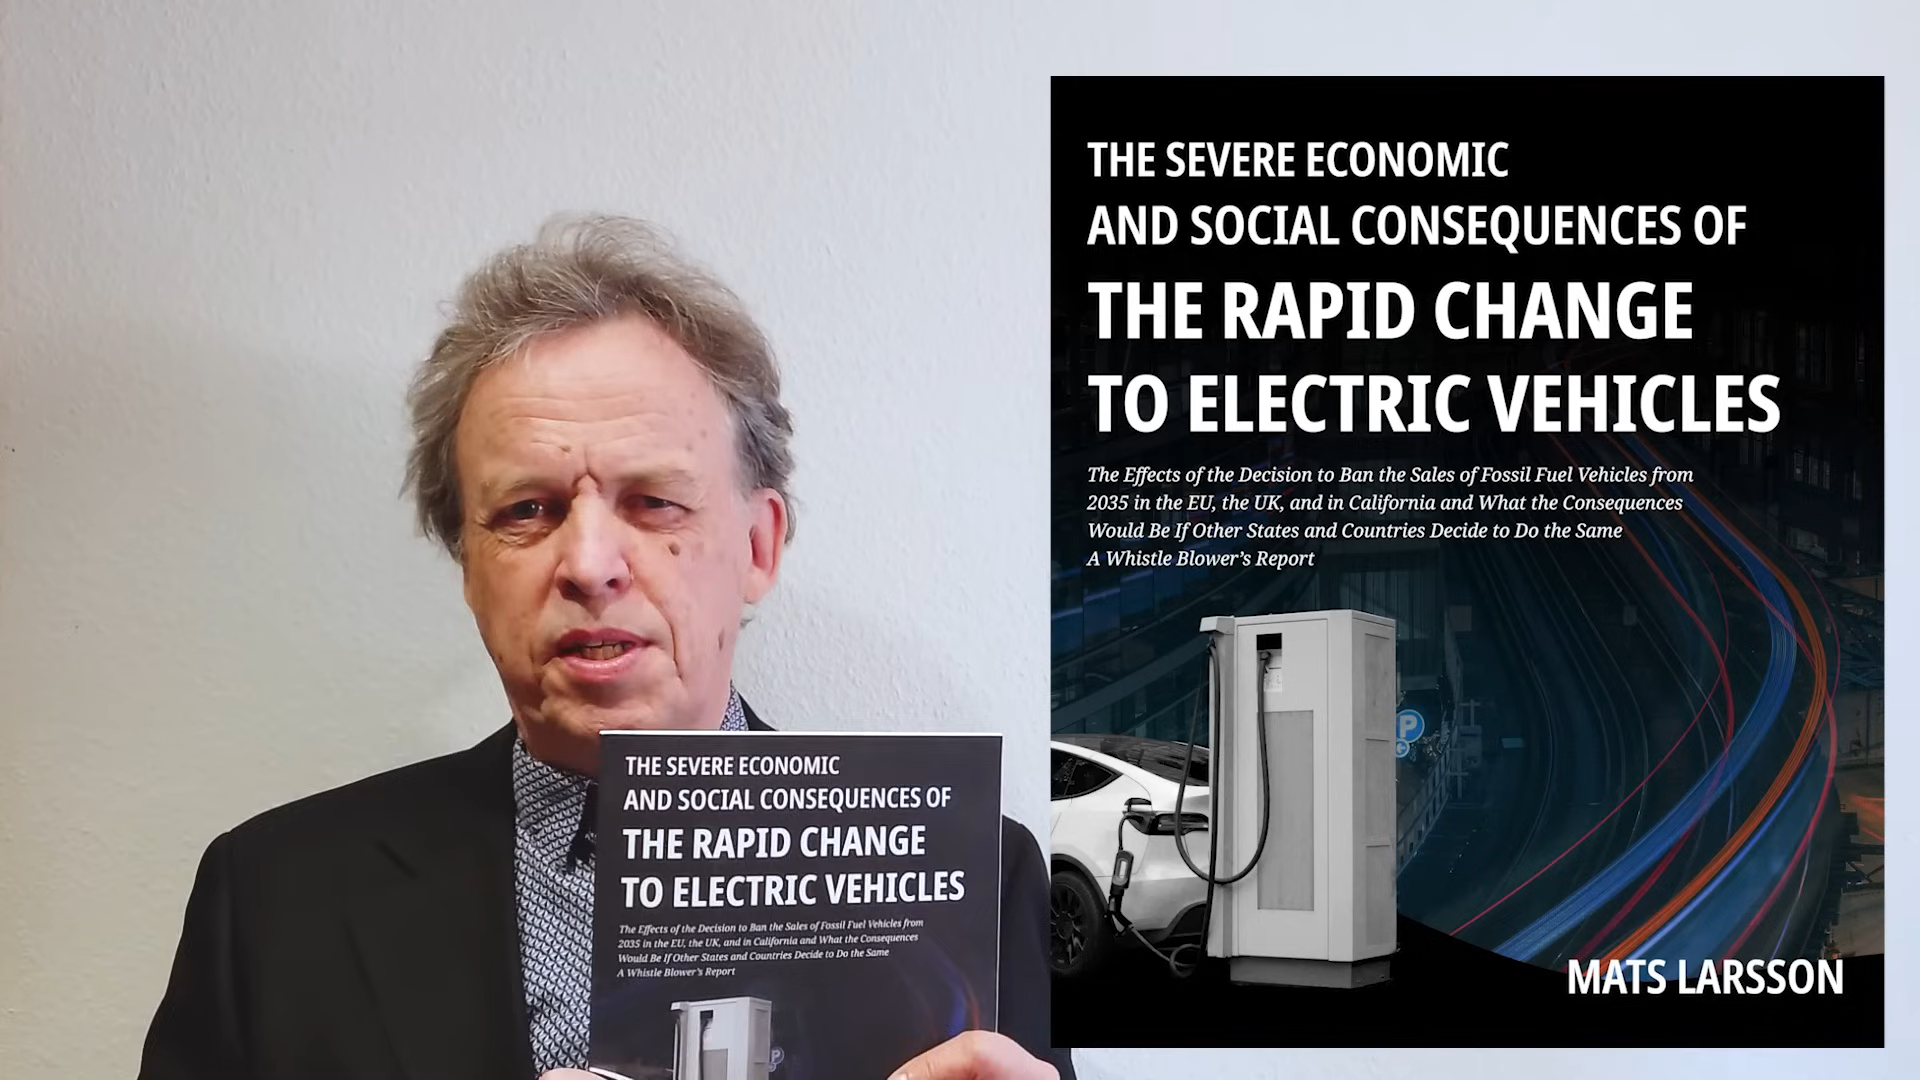 THE SEVERE ECONOMIC
AND SOCIAL CONSEQUENCES OF
THE RAPID CHANGE
TO ELECTRIC VEHICLES
The Effects of the Decision to Ban the Sales of Fossil Fuel Vehicles from
2035 in the EU, the UK, and in California and What the Consequences
Would Be If Other States and Countries Decide to Do the Same
A Whistle Blower's Report
P
THE SEVERE ECONOMIC
AND SOCIAL CONSEQUENCES OF
THE RAPID CHANGE
TO ELECTRIC VEHICLES
The Effects of the Decision to Ban the Sales of Fossil Fuel Vehicles from
2035 in the EU, the UK, and in California and What the Consequences
Would Be If Other States and Countries Decide to Do the Same
A Whistle Blower's Report
P
MATS LARSSON